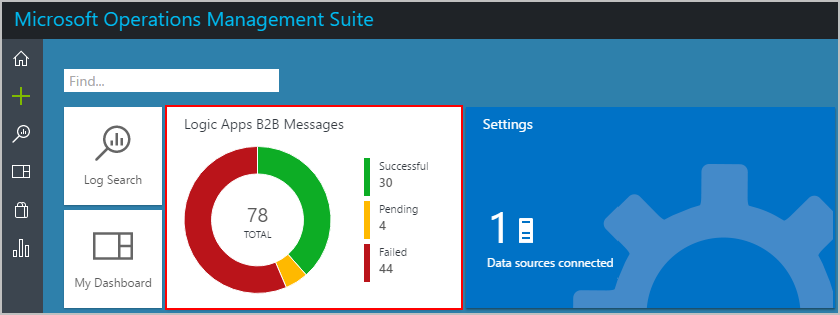 Microsoft Operations Management Suite
Find...
Log Search
My Dashboard
Logic Apps B2B Messages
78
TOTAL
Successful
30
Pending
4
Failed
44
Settings
1
Data sources connected